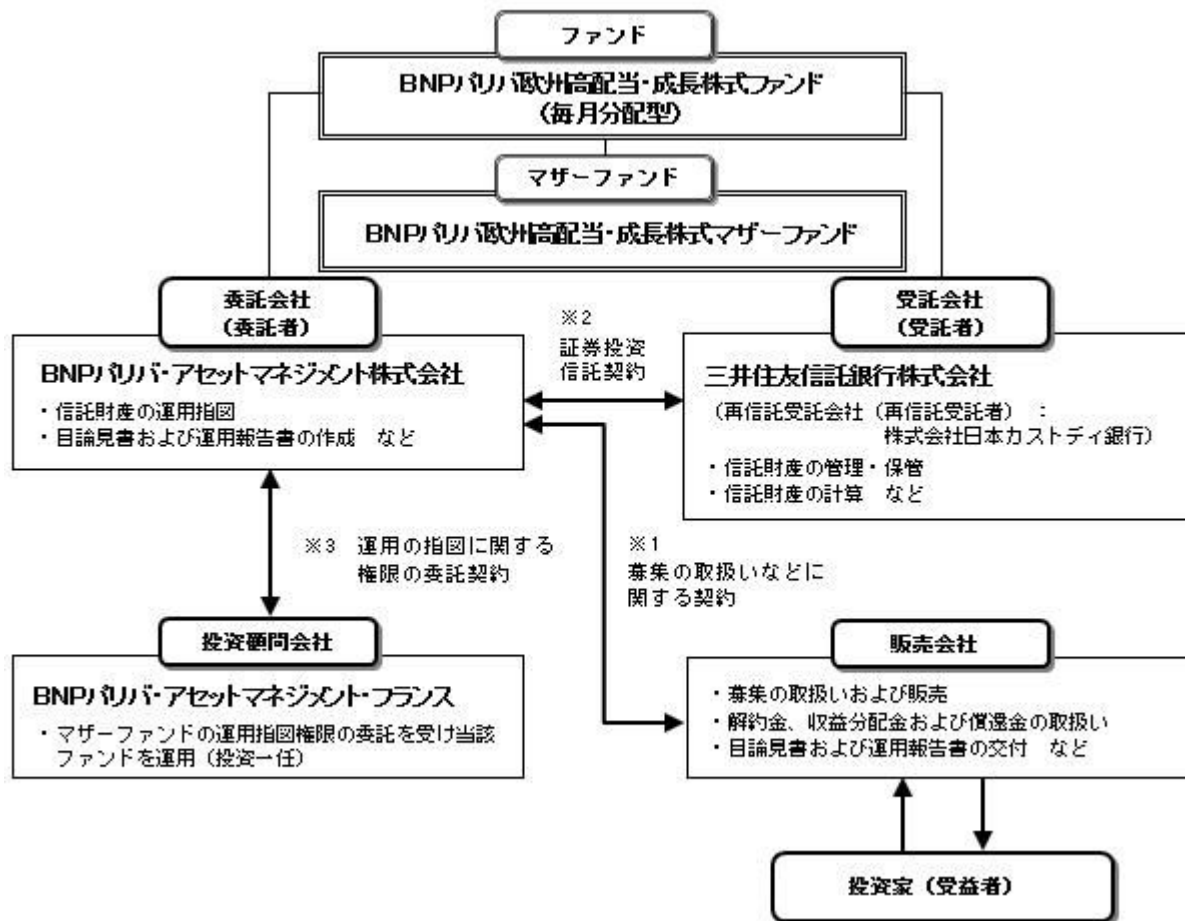 ファンド
BNPパリバ欧州高配当・成長株式ファンド
(毎月分配型)
マザーファンド
BNPパリバ欧州高配当・成長株式マザーファンド
委託会社
(委託者)
BNPパリバ・アセットマネジメント株式会社
・信託財産の運用指図
・目論見書および運用報告書の作成 など
※2
証券投資
信託契約
受託会社
(受託者)
三井住友信託銀行株式会社
(再信託受託会社(再信託受託者) :
株式会社日本カストディ銀行)
・信託財産の管理・保管
・信託財産の計算 など
※3 運用の指図に関する
権限の委託契約
※1
募集の取扱いなどに
関する契約
投資顧問会社
BNPパリバ・アセットマネジメント・フランス
・マザーファンドの運用指図権限の委託を受け当該
ファンドを運用(投資一任)
販売会社
・募集の取扱いおよび販売
・解約金、収益分配金および償還金の取扱い
・目論見書および運用報告書の交付 など
投資家(受益者)